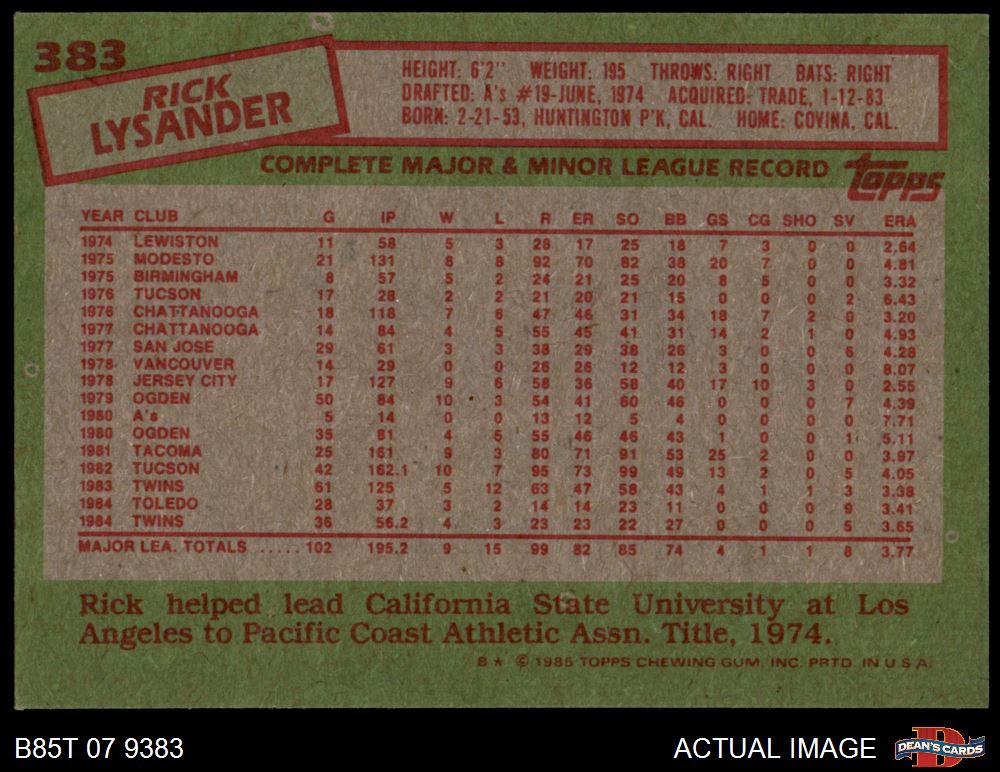 383
RICK
LYSANDER
HEIGHT: 6'2" WEIGHT: 195 THROWS: RIGHT BATS: RIGHT
DRAFTED: A's #19-JUNE, 1974 ACQUIRED: TRADE, 1-12-83
BORN: 2-21-53, HUNTINGTON P'K, CAL. HOME: COVINA, CAL.
COMPLETE MAJOR & MINOR LEAGUE RECORD topps
YEAR CLUB G IP W L R ER SO BB GS CG SHO SV ERA
1974 LEWISTON 11 58 5 3 28 17 25 18 7 3 0 0 2.64
1975 MODESTO 21 131 8 8 92 70 82 38 20 7 0 0 4.81
1975 BIRMINGHAM 8 57 5 2 24 21 25 20 8 5 0 0 3.32
1976 TUCSON 17 28 2 2 21 20 21 15 0 0 0 2 6.43
1976 CHATTANOOGA 18 118 7 6 47 46 31 34 18 7 2 0 3.20
1977 CHATTANOOGA 14 84 4 5 55 45 41 31 14 2 1 0 4.93
1977 SAN JOSE 29 61 3 3 38 29 38 26 3 0 0 6 4.28
1978 VANCOUVER 14 29 0 0 26 26 12 12 3 0 0 0 8.07
1978 JERSEY CITY 17 127 9 6 58 36 58 40 17 10 3 0 2.55
1979 OGDEN 50 84 10 3 54 41 60 46 0 0 0 7 4.39
1980 A's 5 14 0 0 13 12 5 4 0 0 0 0 7.71
1980 OGDEN 35 81 4 5 55 46 46 43 1 0 0 1 5.11
1981 TACOMA 25 161 9 3 80 71 91 53 25 2 0 0 3.97
1982 TUCSON 42 162.1 10 7 95 73 99 49 13 2 0 5 4.05
1983 TWINS 61 125 5 12 63 47 58 43 4 1 1 3 3.38
1984 TOLEDO 28 37 3 2 14 14 23 11 0 0 0 9 3.41
1984 TWINS 36 56.2 4 3 23 23 22 27 0 0 0 5 3.65
MAJOR LEA. TOTALS ..... 102 195.2 9 15 99 82 85 74 4 1 1 8 3.77
Rick helped lead California State University at Los
Angeles to Pacific Coast Athletic Assn. Title, 1974.
B★ © 1985 TOPPS CHEWING GUM, INC. PRTD. IN U.S.A.
B85T 07 9383 ACTUAL IMAGE D DEAN'S CARDS